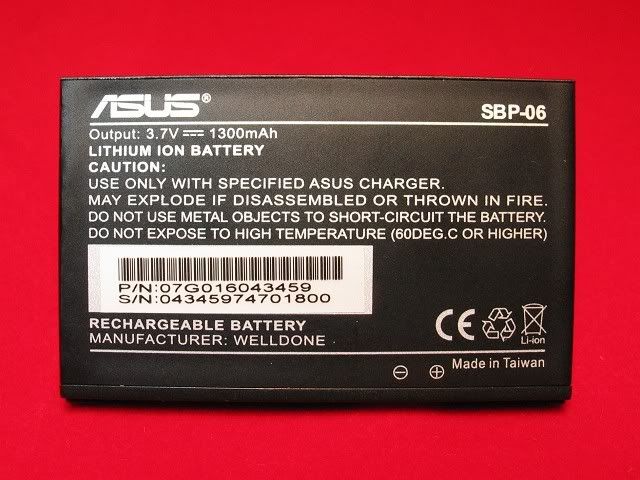 ASUS®
SBP-06
Output: 3.7V ⎓ 1300mAh
LITHIUM ION BATTERY
CAUTION:
USE ONLY WITH SPECIFIED ASUS CHARGER.
MAY EXPLODE IF DISASSEMBLED OR THROWN IN FIRE.
DO NOT USE METAL OBJECTS TO SHORT-CIRCUIT THE BATTERY.
DO NOT EXPOSE TO HIGH TEMPERATURE (60DEG.C OR HIGHER)
P/N:07G016043459
S/N:04345974701800
RECHARGEABLE BATTERY
MANUFACTURER: WELLDONE
CE
Li-ion
Made in Taiwan
⊖ ⊕